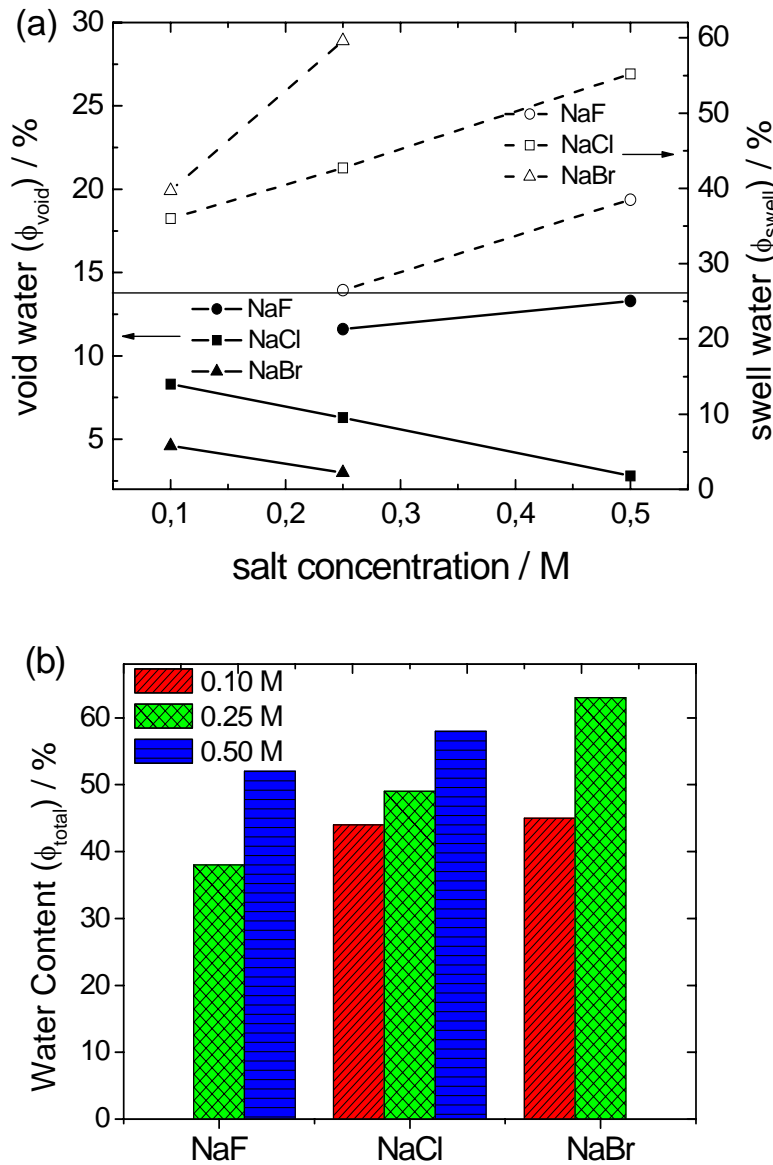 (a)
30
25
20
15
10
5
void water (ϕvoid) / %
60
50
40
30
20
10
0
swell water (ϕswell) / %
NaF
NaCl
NaBr
NaF
NaCl
NaBr
0,1 0,2 0,3 0,4 0,5
salt concentration / M
(b)
0.10 M
0.25 M
0.50 M
60
50
40
30
20
10
0
Water Content (ϕtotal) / %
NaF NaCl NaBr